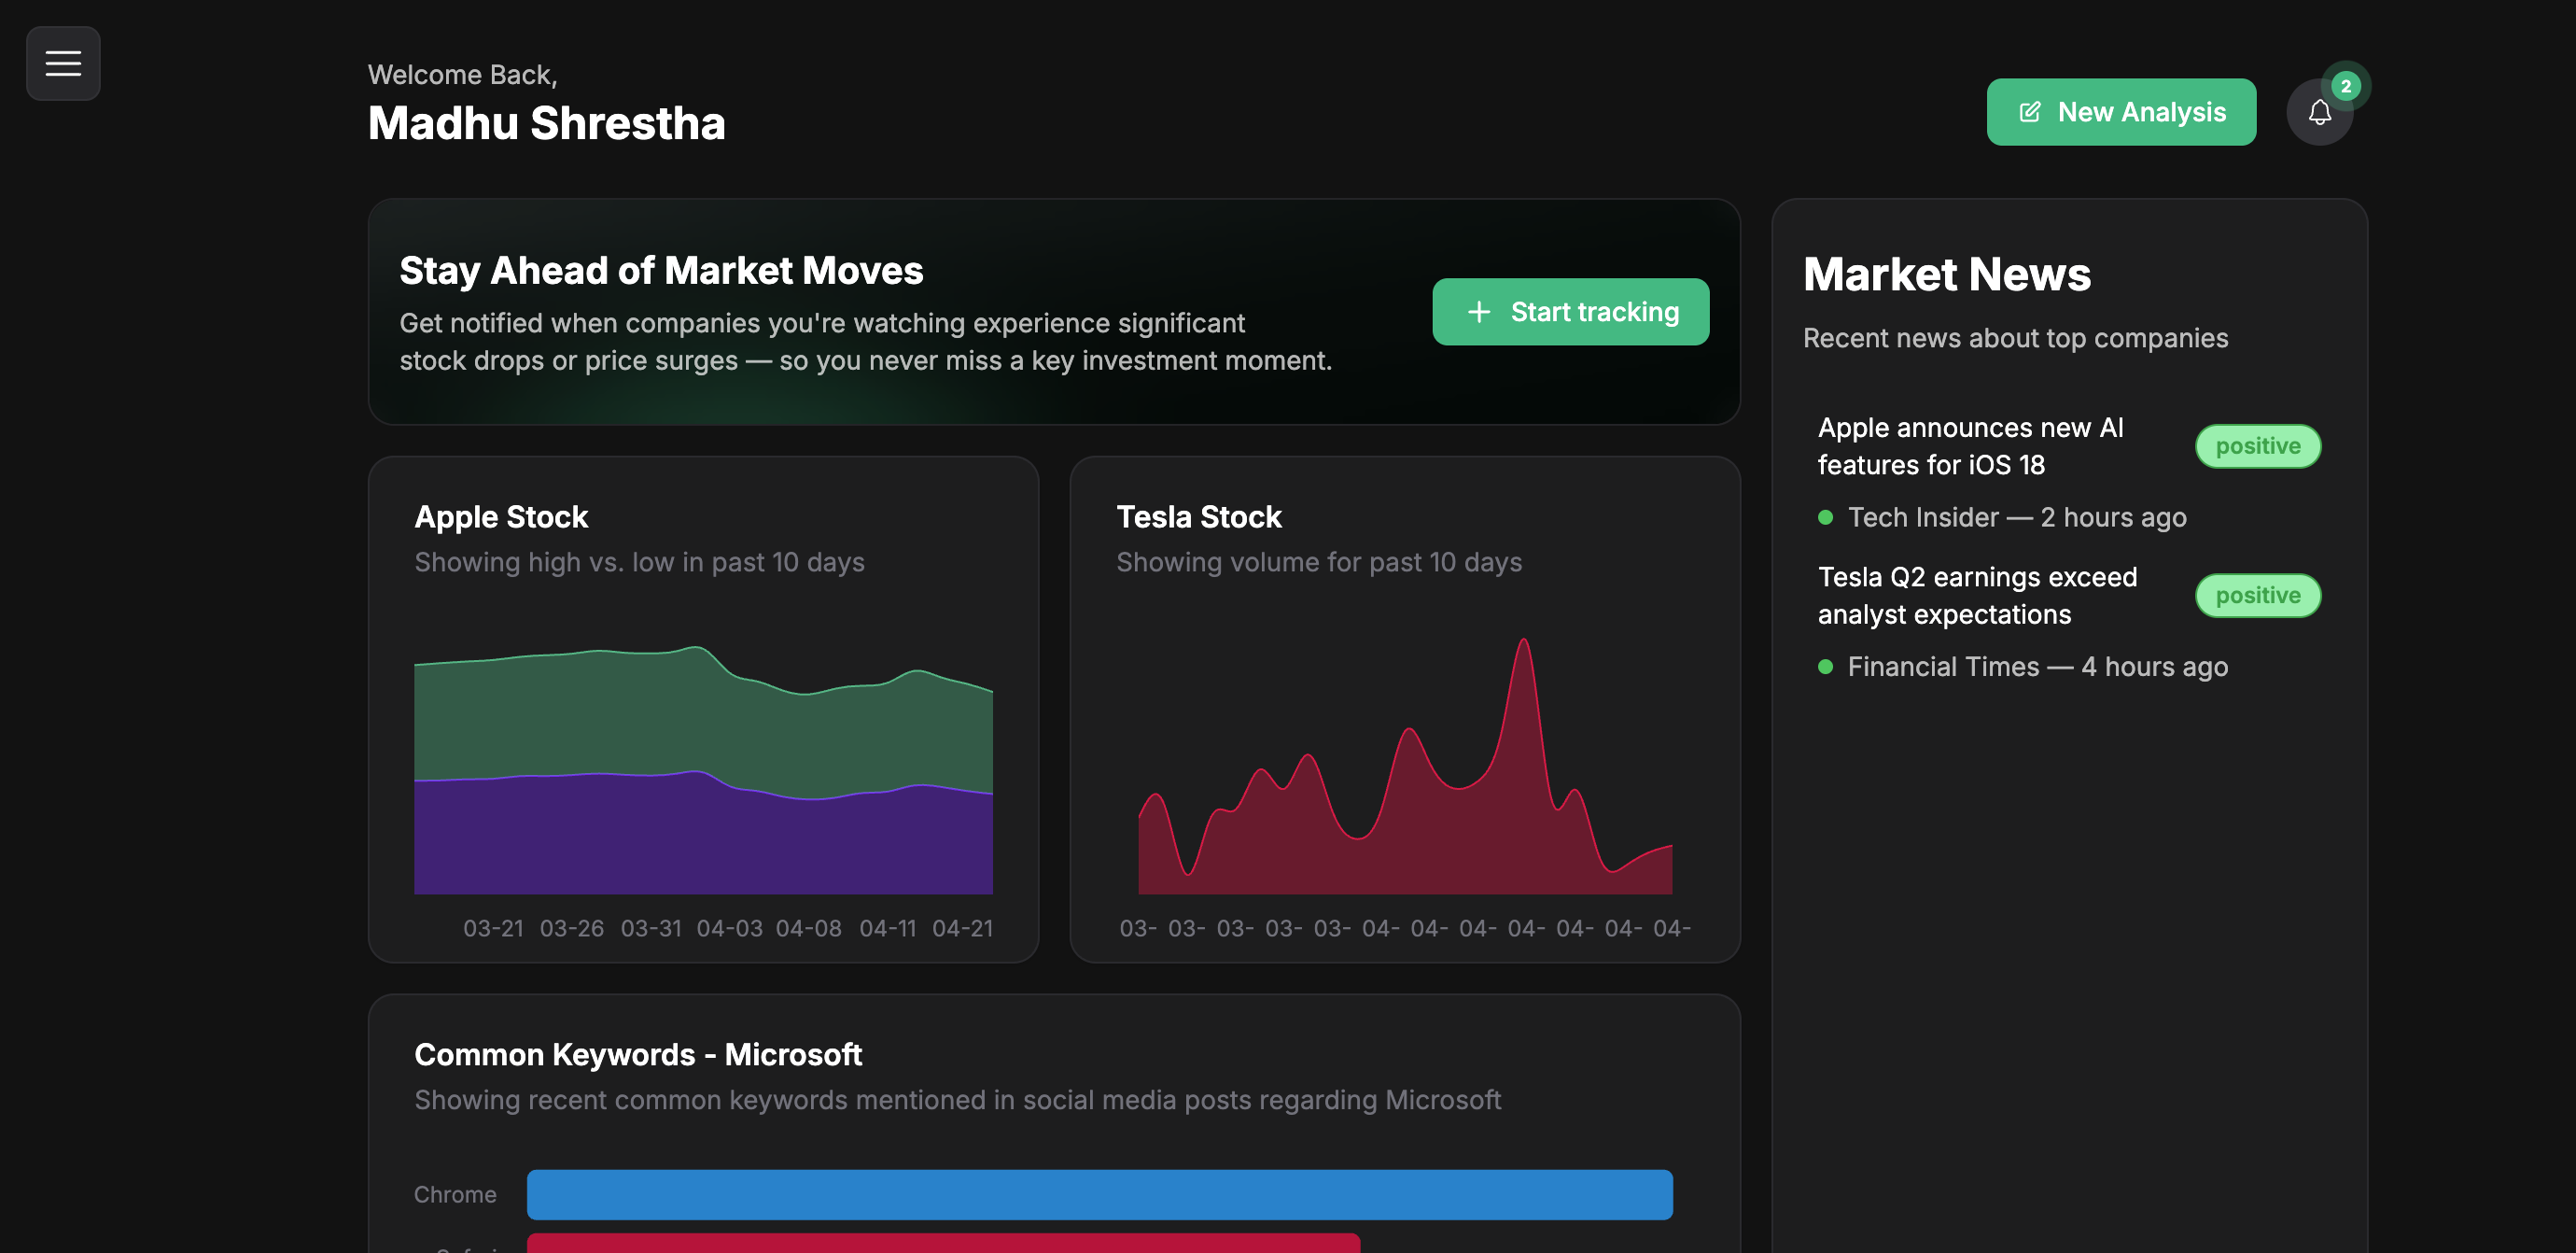 Welcome Back,
Madhu Shrestha
New Analysis
2
Stay Ahead of Market Moves
Get notified when companies you're watching experience significant
stock drops or price surges — so you never miss a key investment moment.
Start tracking
Apple Stock
Showing high vs. low in past 10 days
03-21 03-26 03-31 04-03 04-08 04-11 04-21
Tesla Stock
Showing volume for past 10 days
03- 03- 03- 03- 03- 04- 04- 04- 04- 04- 04- 04-
Common Keywords - Microsoft
Showing recent common keywords mentioned in social media posts regarding Microsoft
Chrome
Market News
Recent news about top companies
Apple announces new AI
features for iOS 18
positive
Tech Insider — 2 hours ago
Tesla Q2 earnings exceed
analyst expectations
positive
Financial Times — 4 hours ago